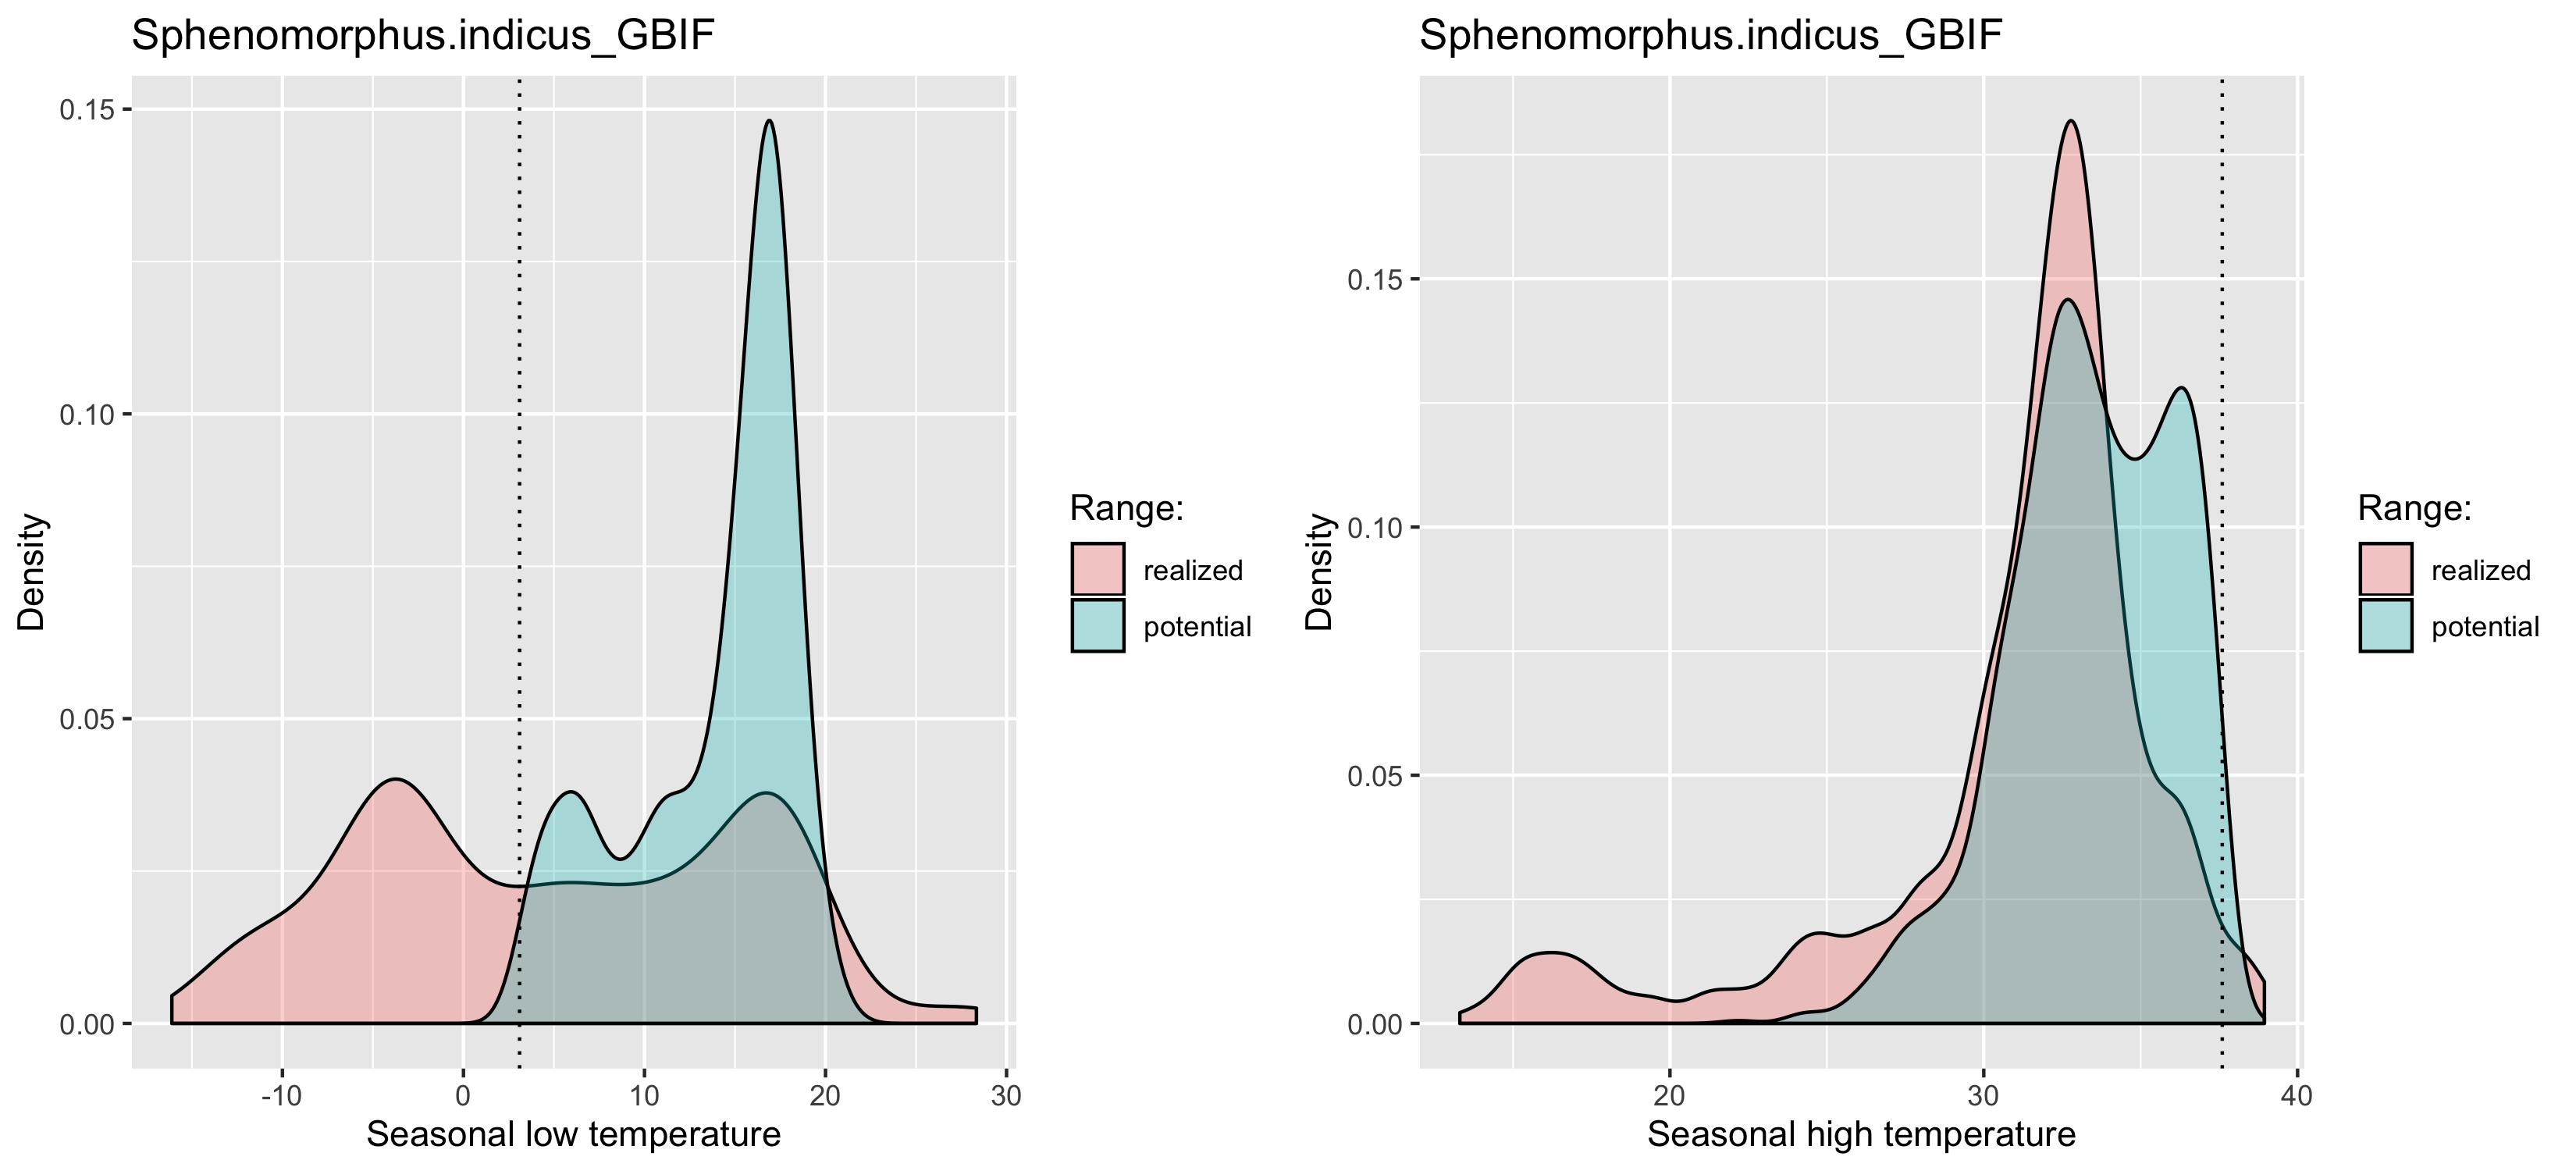 Sphenomorphus.indicus_GBIF
0.15
0.10
0.05
0.00
Density
-10 0 10 20 30
Seasonal low temperature
Range:
realized
potential
Sphenomorphus.indicus_GBIF
0.15
0.10
0.05
0.00
Density
20 30 40
Seasonal high temperature
Range:
realized
potential